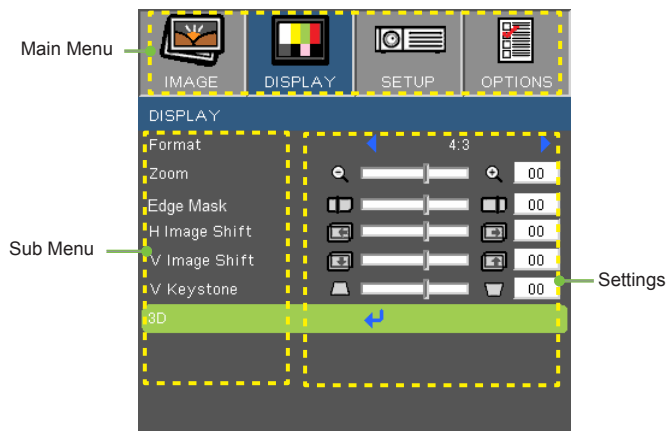 Main Menu
IMAGE DISPLAY SETUP OPTIONS
DISPLAY
Format 4:3
Zoom 00
Edge Mask 00
H Image Shift 00
Sub Menu
V Image Shift 00
Settings
V Keystone 00
3D